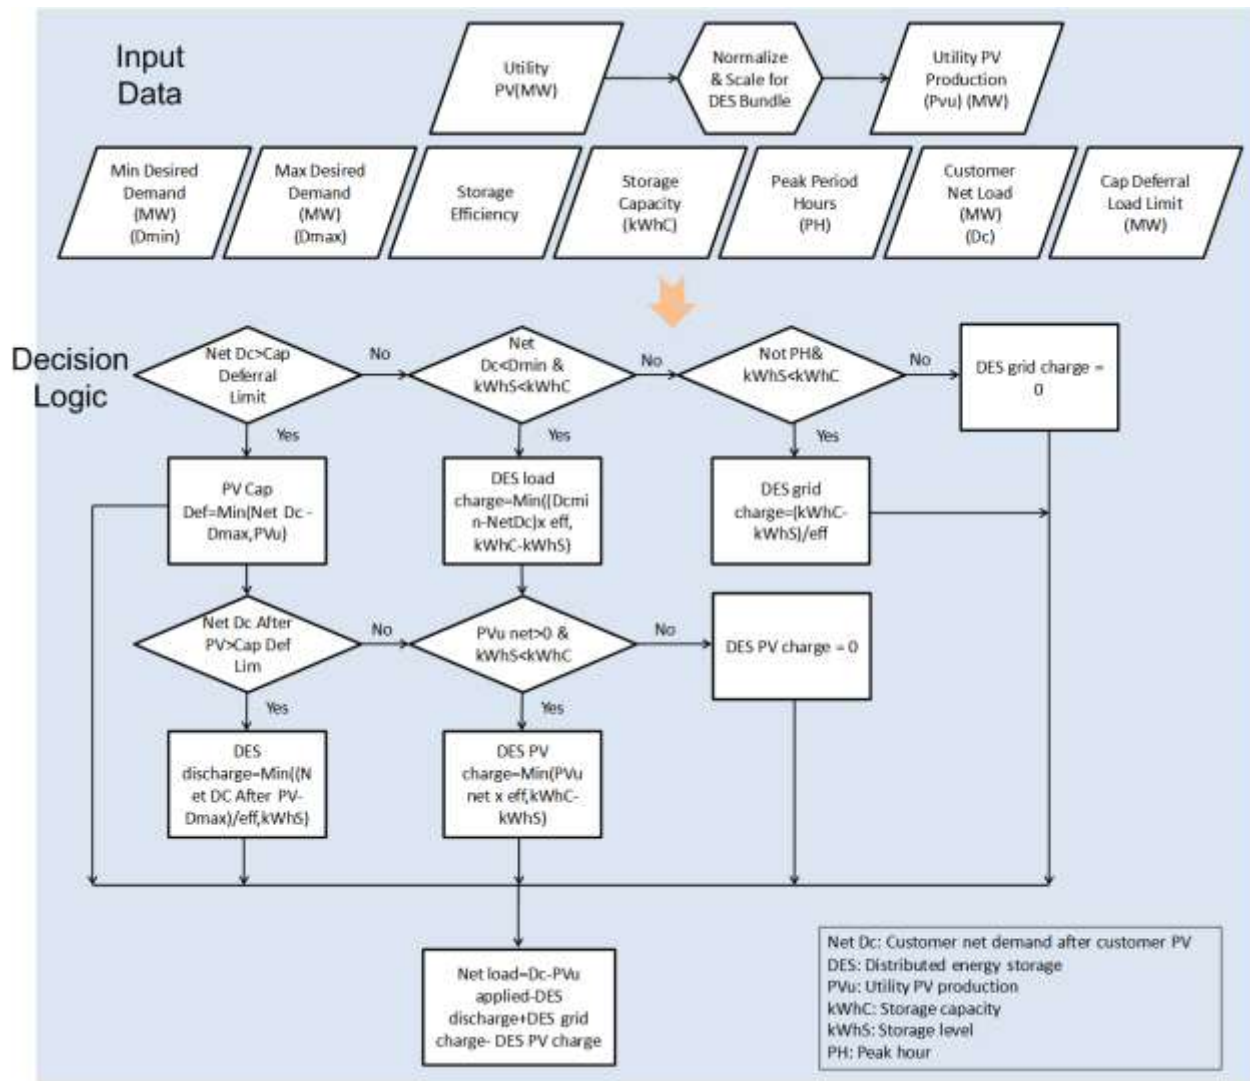 Input
Data
Utility
PV(MW)
Normalize
& Scale for
DES Bundle
Utility PV
Production
(Pvu) (MW)
Min Desired
Demand
(MW)
(Dmin)
Max Desired
Demand
(MW)
(Dmax)
Storage
Efficiency
Storage
Capacity
(kWhC)
Peak Period
Hours
(PH)
Customer
Net Load
(MW)
(Dc)
Cap Deferral
Load Limit
(MW)
Decision
Logic
Net Dc>Cap
Deferral
Limit
No
Net
Dc<Dmin &
kWhS<kWhC
No
Not PH&
kWhS<kWhC
No
DES grid charge =
0
Yes
Yes
Yes
PV Cap
Def=Min(Net Dc -
Dmax,PVu)
DES load
charge=Min((Dcmi
n-NetDc)x eff,
kWhC-kWhS)
DES grid
charge=(kWhC-
kWhS)/eff
Net Dc After
PV>Cap Def
Lim
No
PVu net>0 &
kWhS<kWhC
No
DES PV charge = 0
Yes
Yes
DES
discharge=Min((N
et DC After PV-
Dmax)/eff,kWhS)
DES PV
charge=Min(PVu
net x eff,kWhC-
kWhS)
Net load=Dc-PVu
applied-DES
discharge+DES grid
charge- DES PV charge
Net Dc: Customer net demand after customer PV
DES: Distributed energy storage
PVu: Utility PV production
kWhC: Storage capacity
kWhS: Storage level
PH: Peak hour